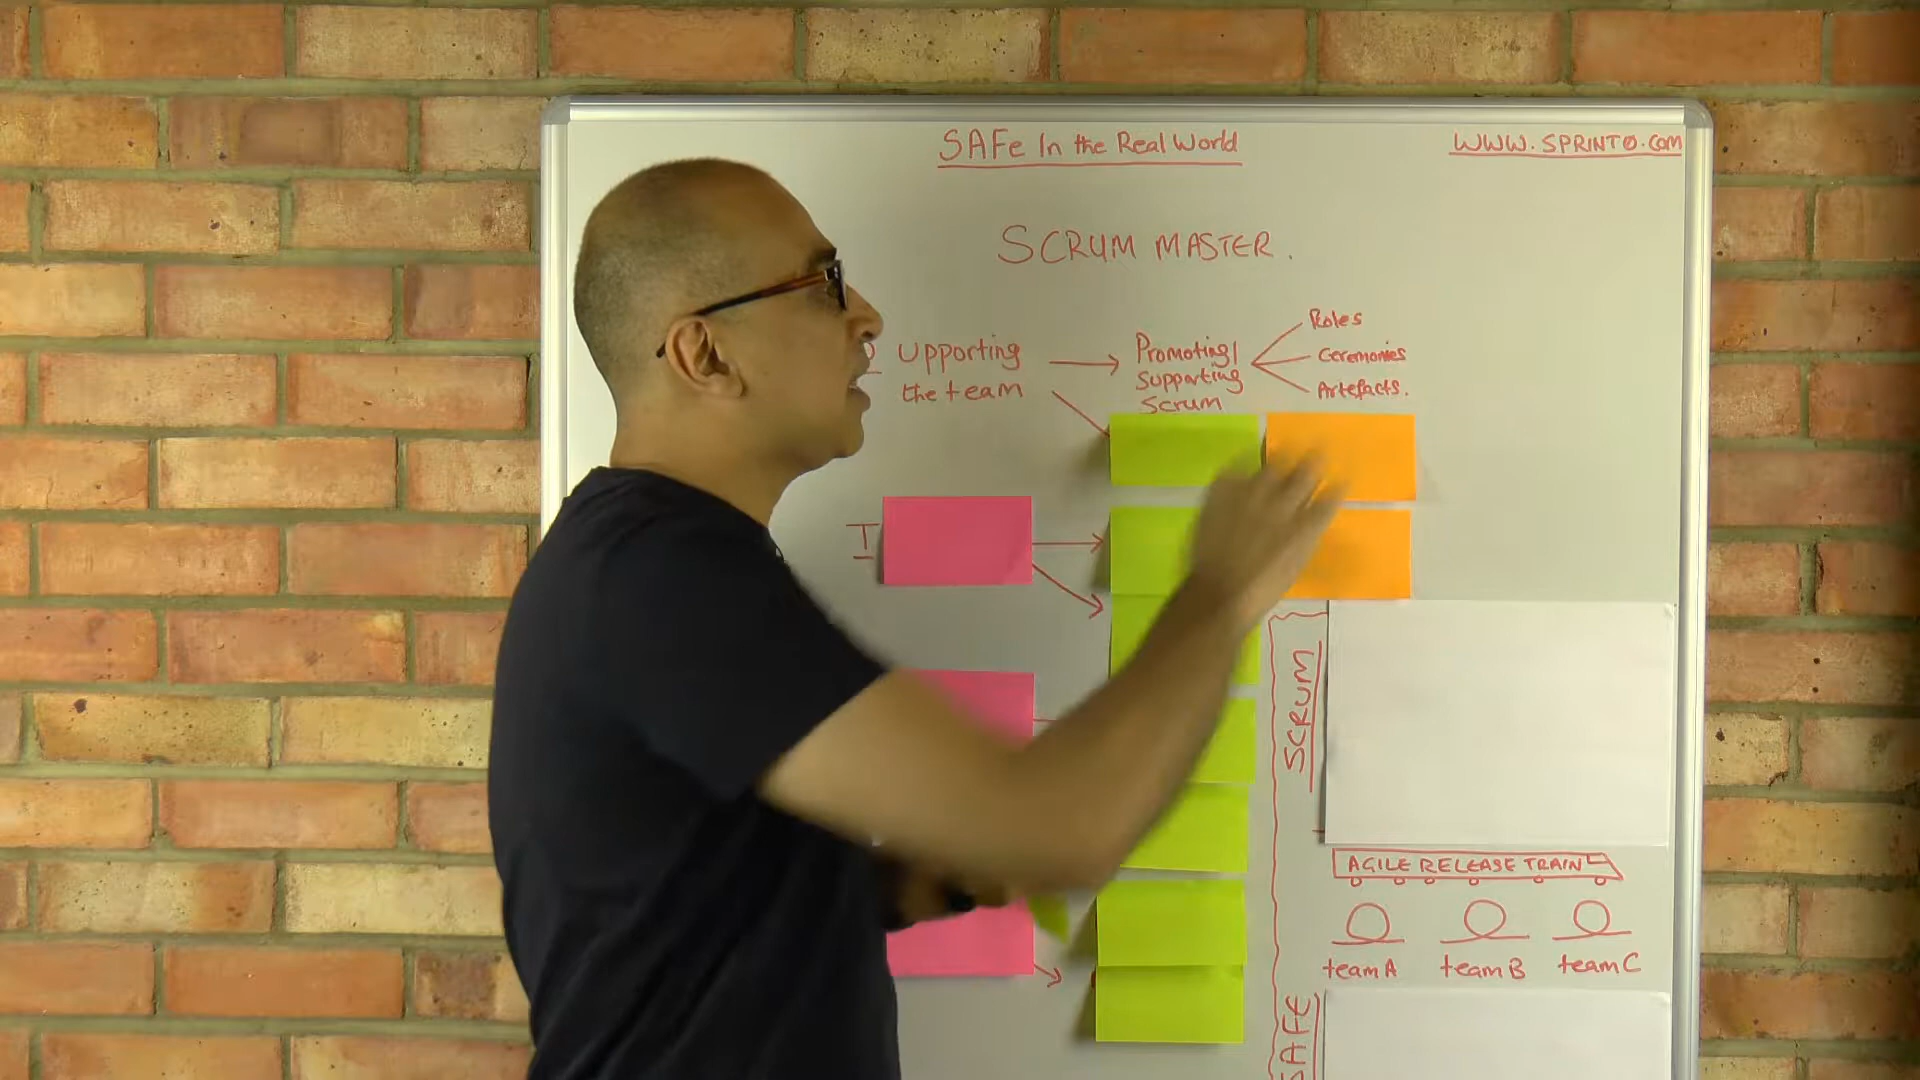 SAFe In the Real World
WWW.SPRINT0.COM
SCRUM MASTER.
Upporting
the team
Promoting/
Supporting
Scrum
Roles
Ceremonies
Artefacts.
I
SCRUM
AGILE RELEASE TRAIN
team A
team B
team C
SAFE